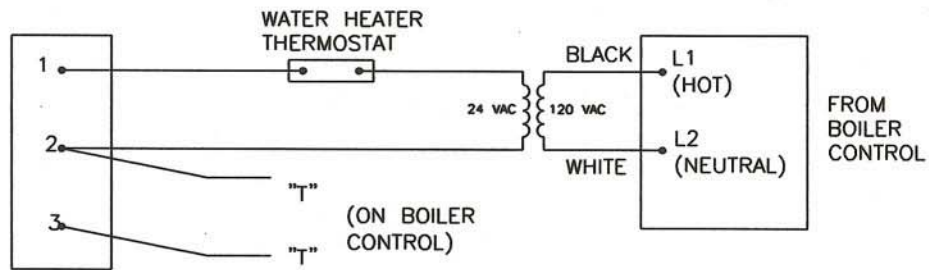 WATER HEATER
THERMOSTAT
1
BLACK
L1
(HOT)
24 VAC
120 VAC
FROM
BOILER
CONTROL
2
WHITE
L2
(NEUTRAL)
"T"
(ON BOILER
CONTROL)
3
"T"